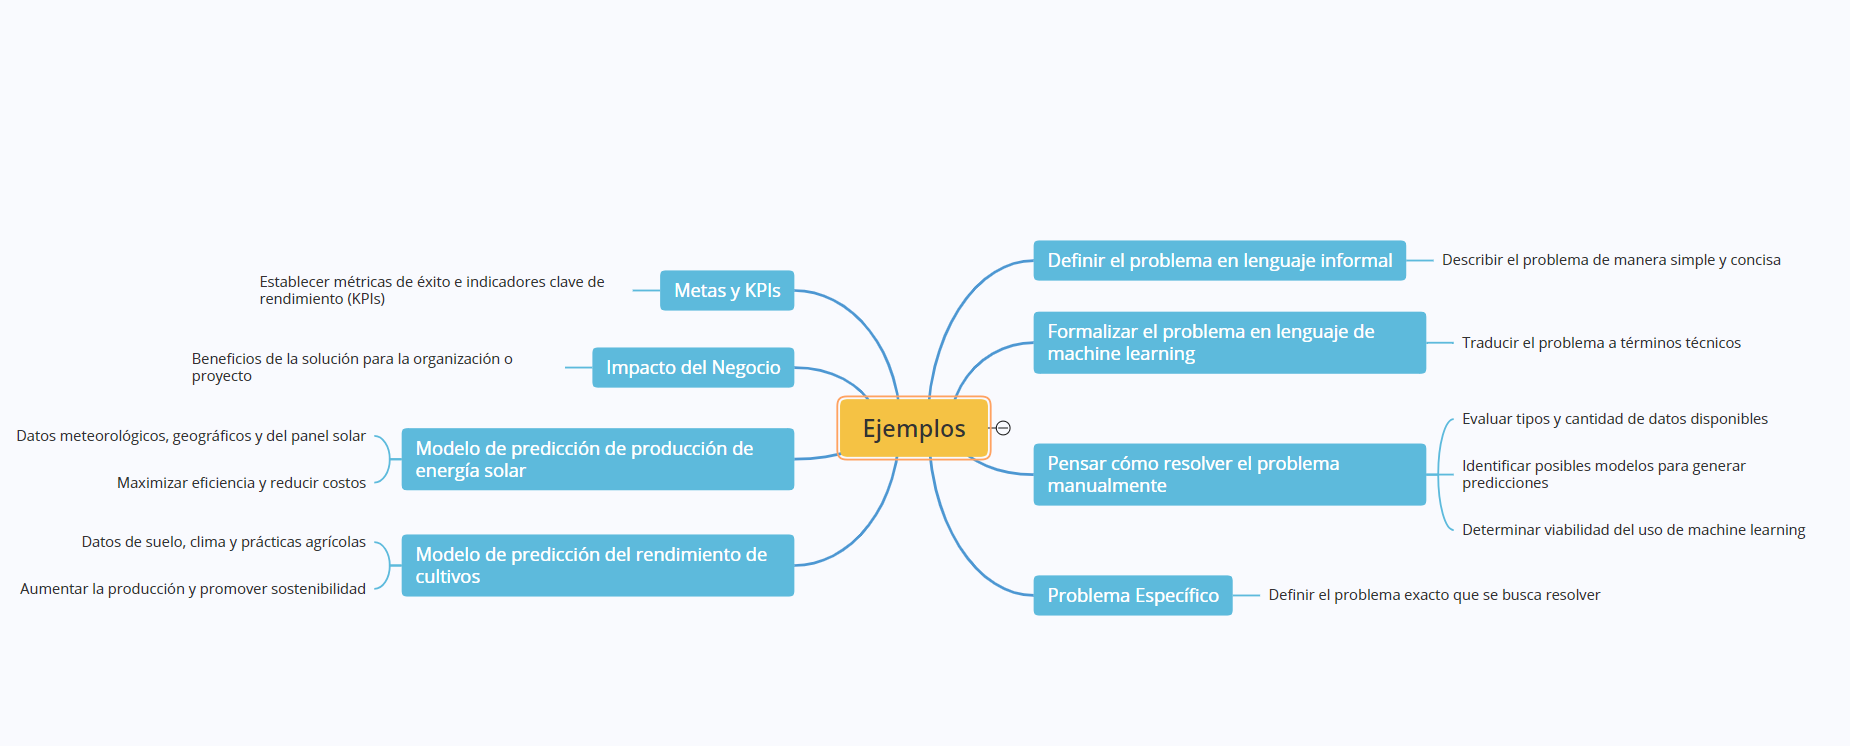 Ejemplos
Definir el problema en lenguaje informal
Describir el problema de manera simple y concisa
Formalizar el problema en lenguaje de
machine learning
Traducir el problema a términos técnicos
Pensar cómo resolver el problema
manualmente
Evaluar tipos y cantidad de datos disponibles
Identificar posibles modelos para generar
predicciones
Determinar viabilidad del uso de machine learning
Problema Específico
Definir el problema exacto que se busca resolver
Metas y KPIs
Establecer métricas de éxito e indicadores clave de
rendimiento (KPIs)
Impacto del Negocio
Beneficios de la solución para la organización o
proyecto
Modelo de predicción de producción de
energía solar
Datos meteorológicos, geográficos y del panel solar
Maximizar eficiencia y reducir costos
Modelo de predicción del rendimiento de
cultivos
Datos de suelo, clima y prácticas agrícolas
Aumentar la producción y promover sostenibilidad